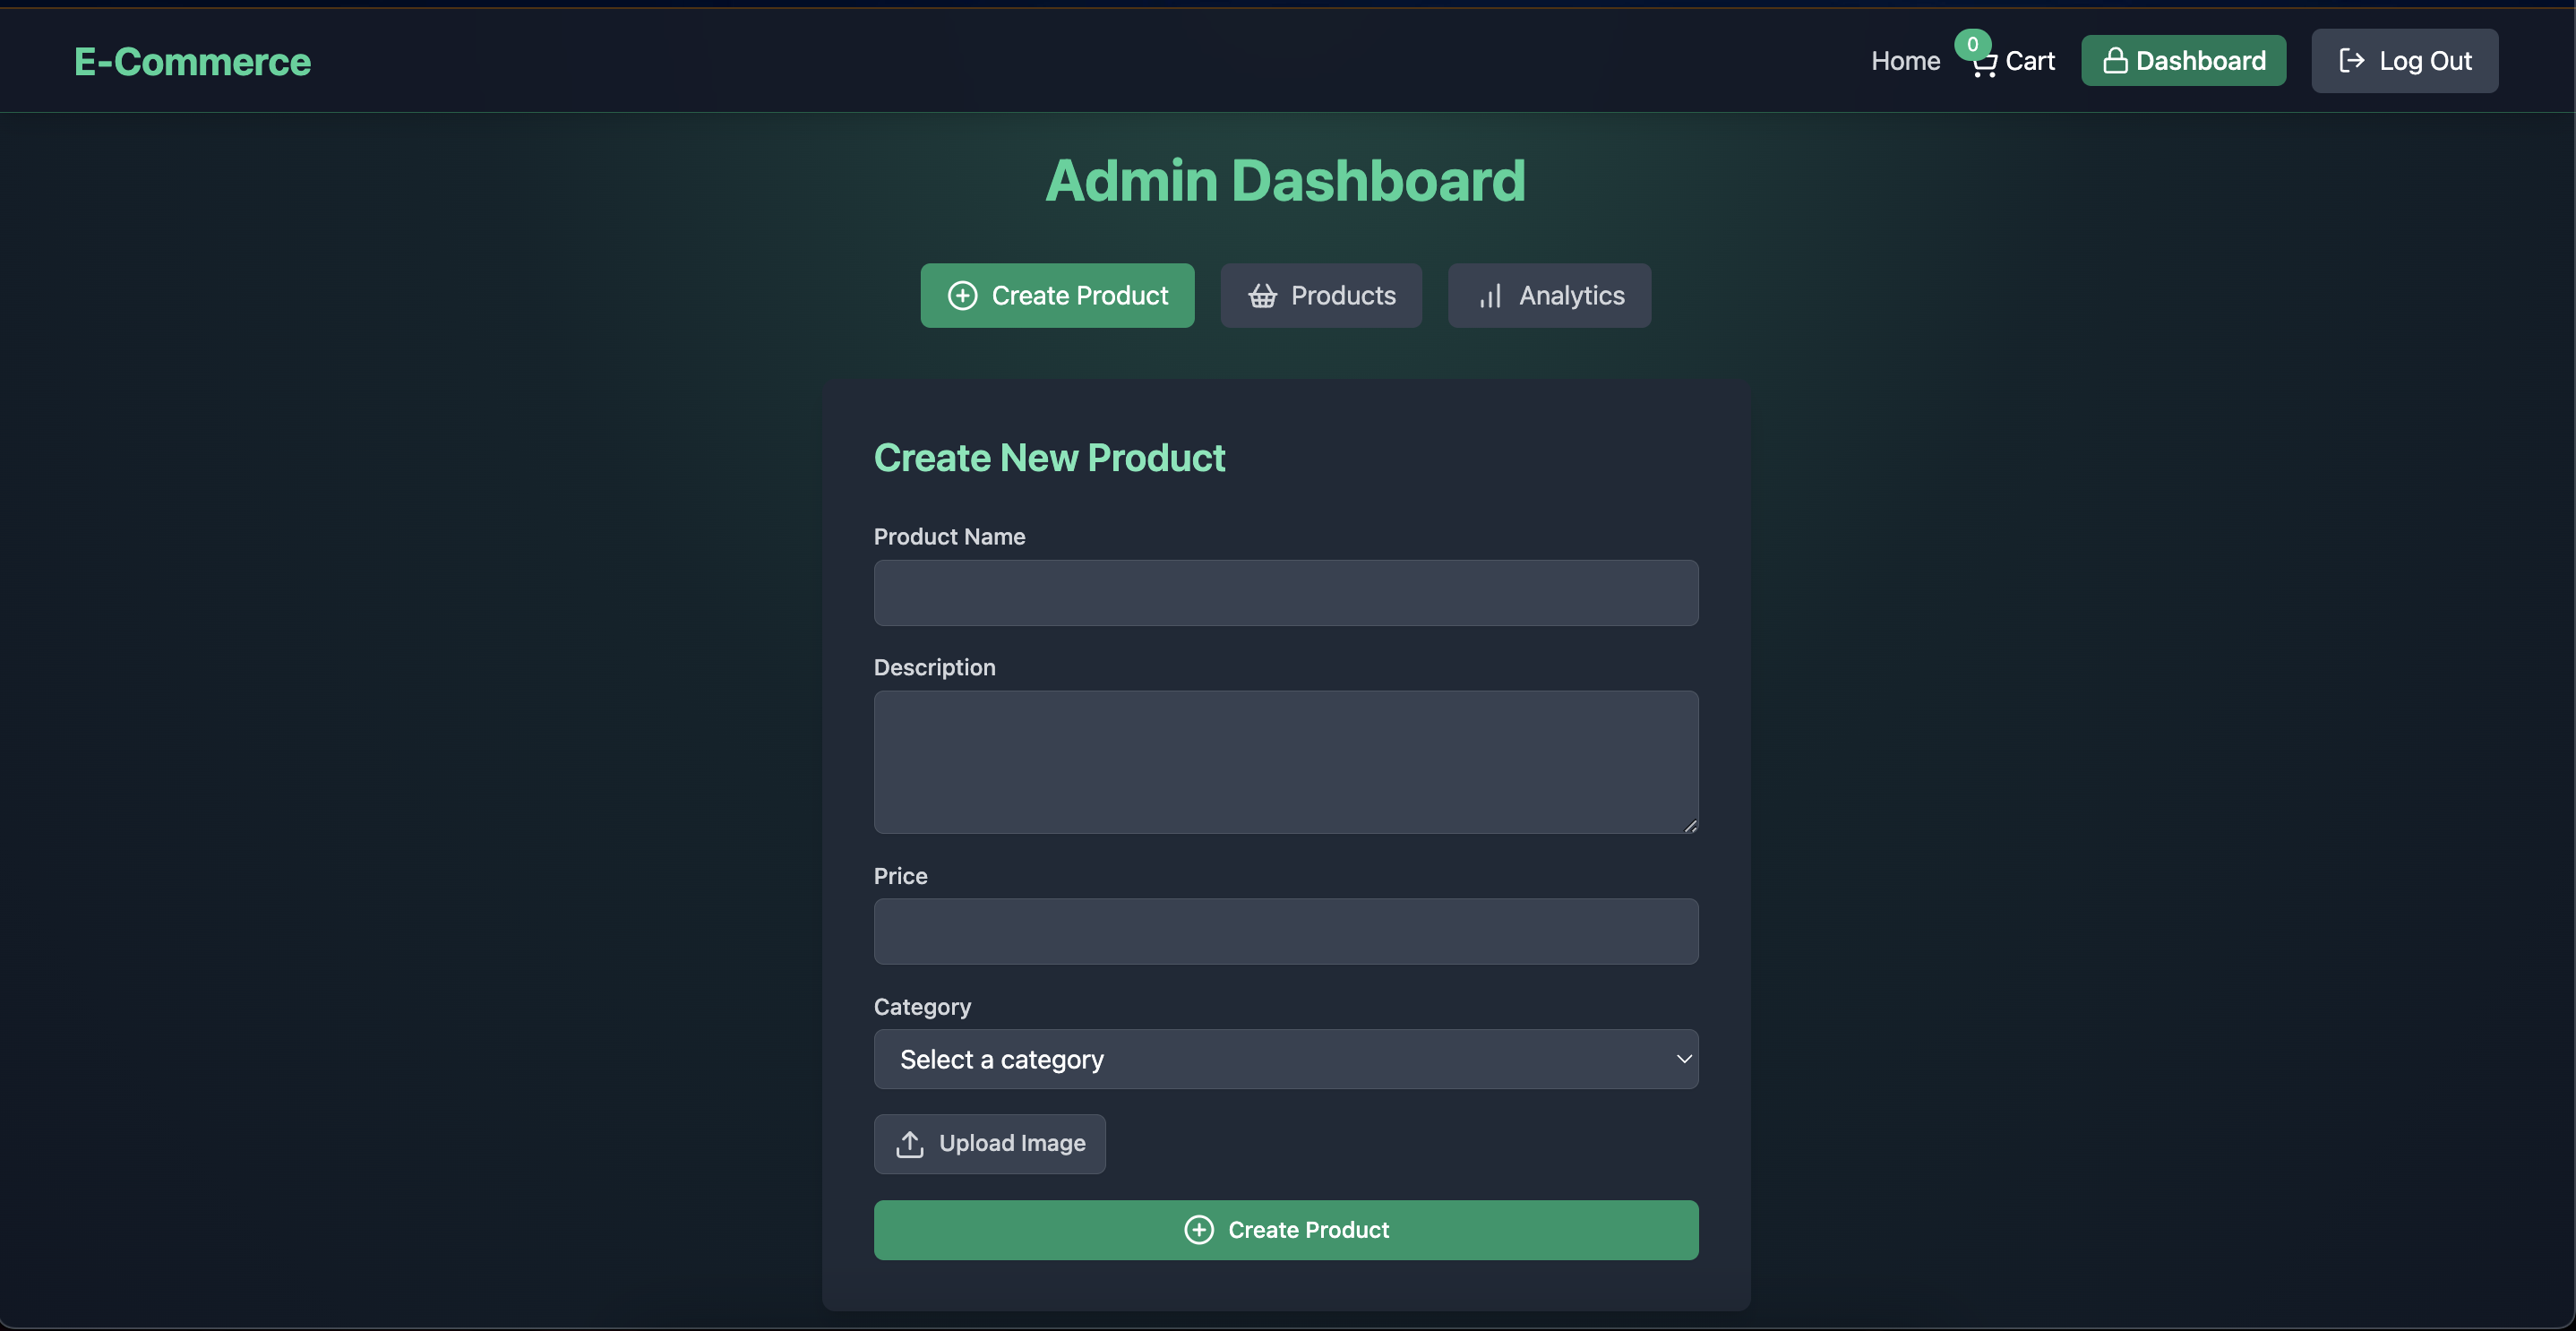 E-Commerce
Home 0 Cart Dashboard Log Out
Admin Dashboard
Create Product Products Analytics
Create New Product
Product Name
Description
Price
Category
Select a category
Upload Image
Create Product